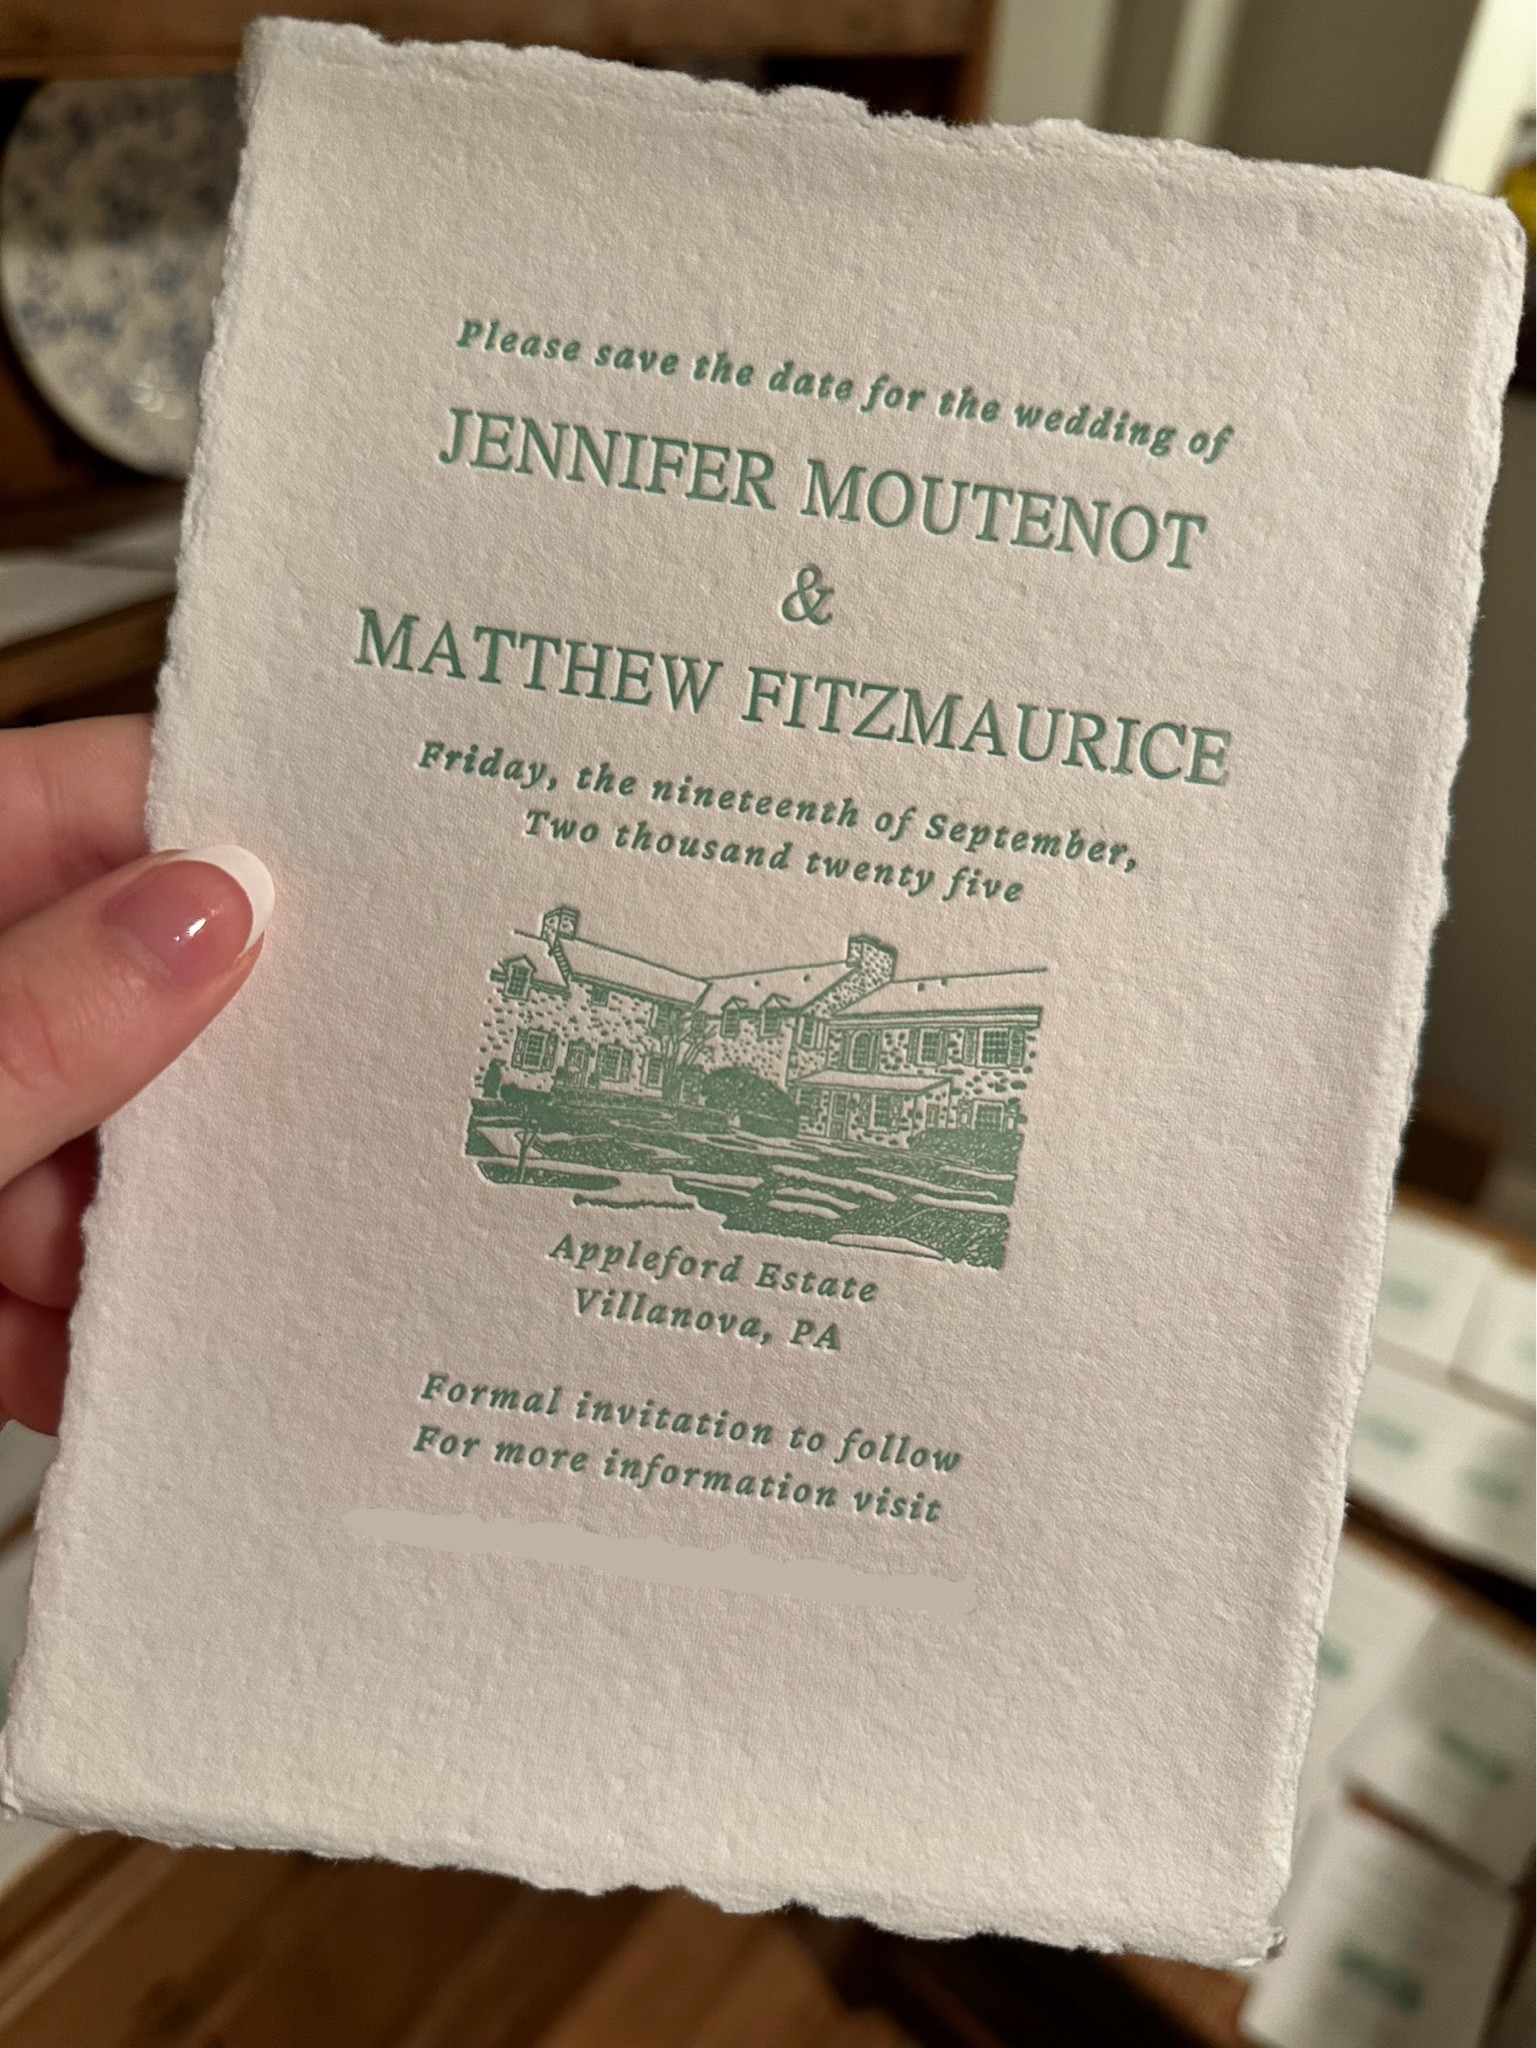 Please save the date for the wedding of
JENNIFER MOUTENOT
&
MATTHEW FITZMAURICE
Friday, the nineteenth of September,
Two thousand twenty five
Appleford Estate
Villanova, PA
Formal invitation to follow
For more information visit